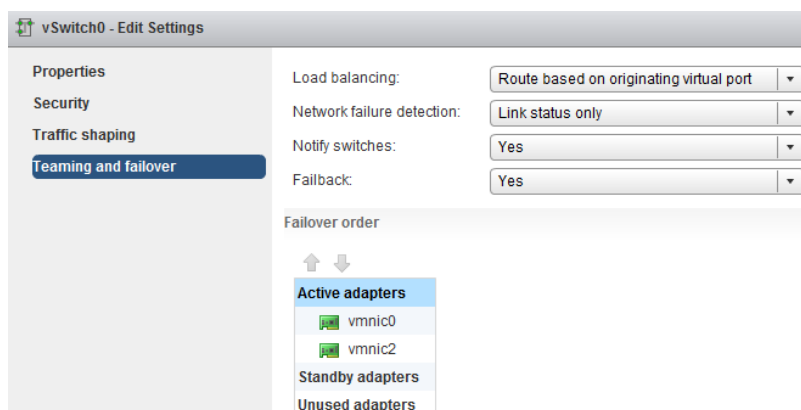 vSwitch0 - Edit Settings
Properties
Security
Traffic shaping
Teaming and failover
Load balancing: Route based on originating virtual port
Network failure detection: Link status only
Notify switches: Yes
Failback: Yes
Failover order
Active adapters
vmnic0
vmnic2
Standby adapters
Unused adapters